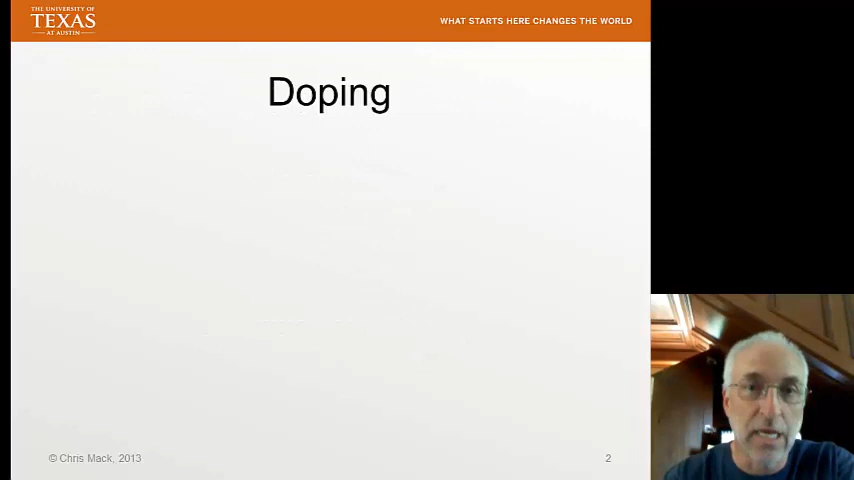 THE UNIVERSITY OF
TEXAS
AT AUSTIN
WHAT STARTS HERE CHANGES THE WORLD
Doping
© Chris Mack, 2013
2